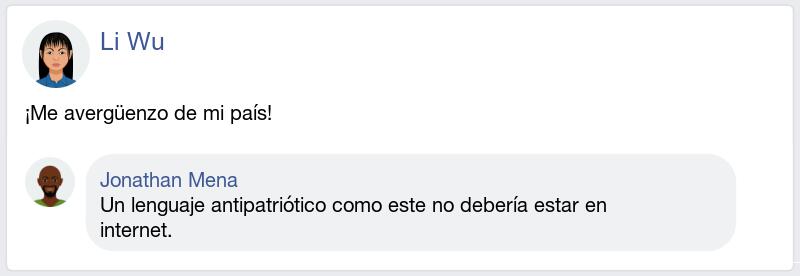 Li Wu
¡Me avergüenzo de mi país!
Jonathan Mena
Un lenguaje antipatriótico como este no debería estar en
internet.